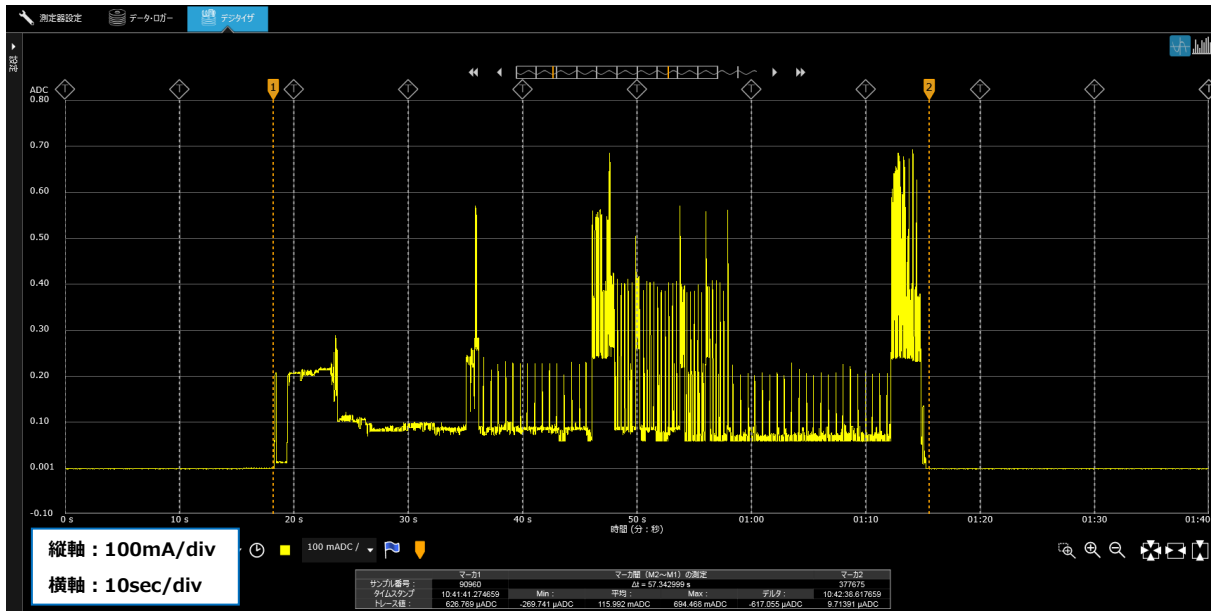 測定器設定 データ・ロガー デジタイザ
設定
1 2
ADC
0.80
0.70
0.60
0.50
0.40
0.30
0.20
0.10
0.001
-0.10
0 s 10 s 20 s 30 s 40 s 50 s 01:00 01:10 01:20 01:30 01:40
時間 (分:秒)
縦軸：100mA/div
横軸：10sec/div
100 mADC /
マーカ1 マーカ間 (M2～M1) の測定 マーカ2
サンプル番号： 90960 Δt = 57.342999 s 377675
タイムスタンプ 10:41:41.274659 Min： 平均： Max： デルタ： 10:42:38.617659
トレース値： 626.769 μADC -269.741 μADC 115.992 mADC 694.466 mADC -617.055 μADC 9.71391 μADC